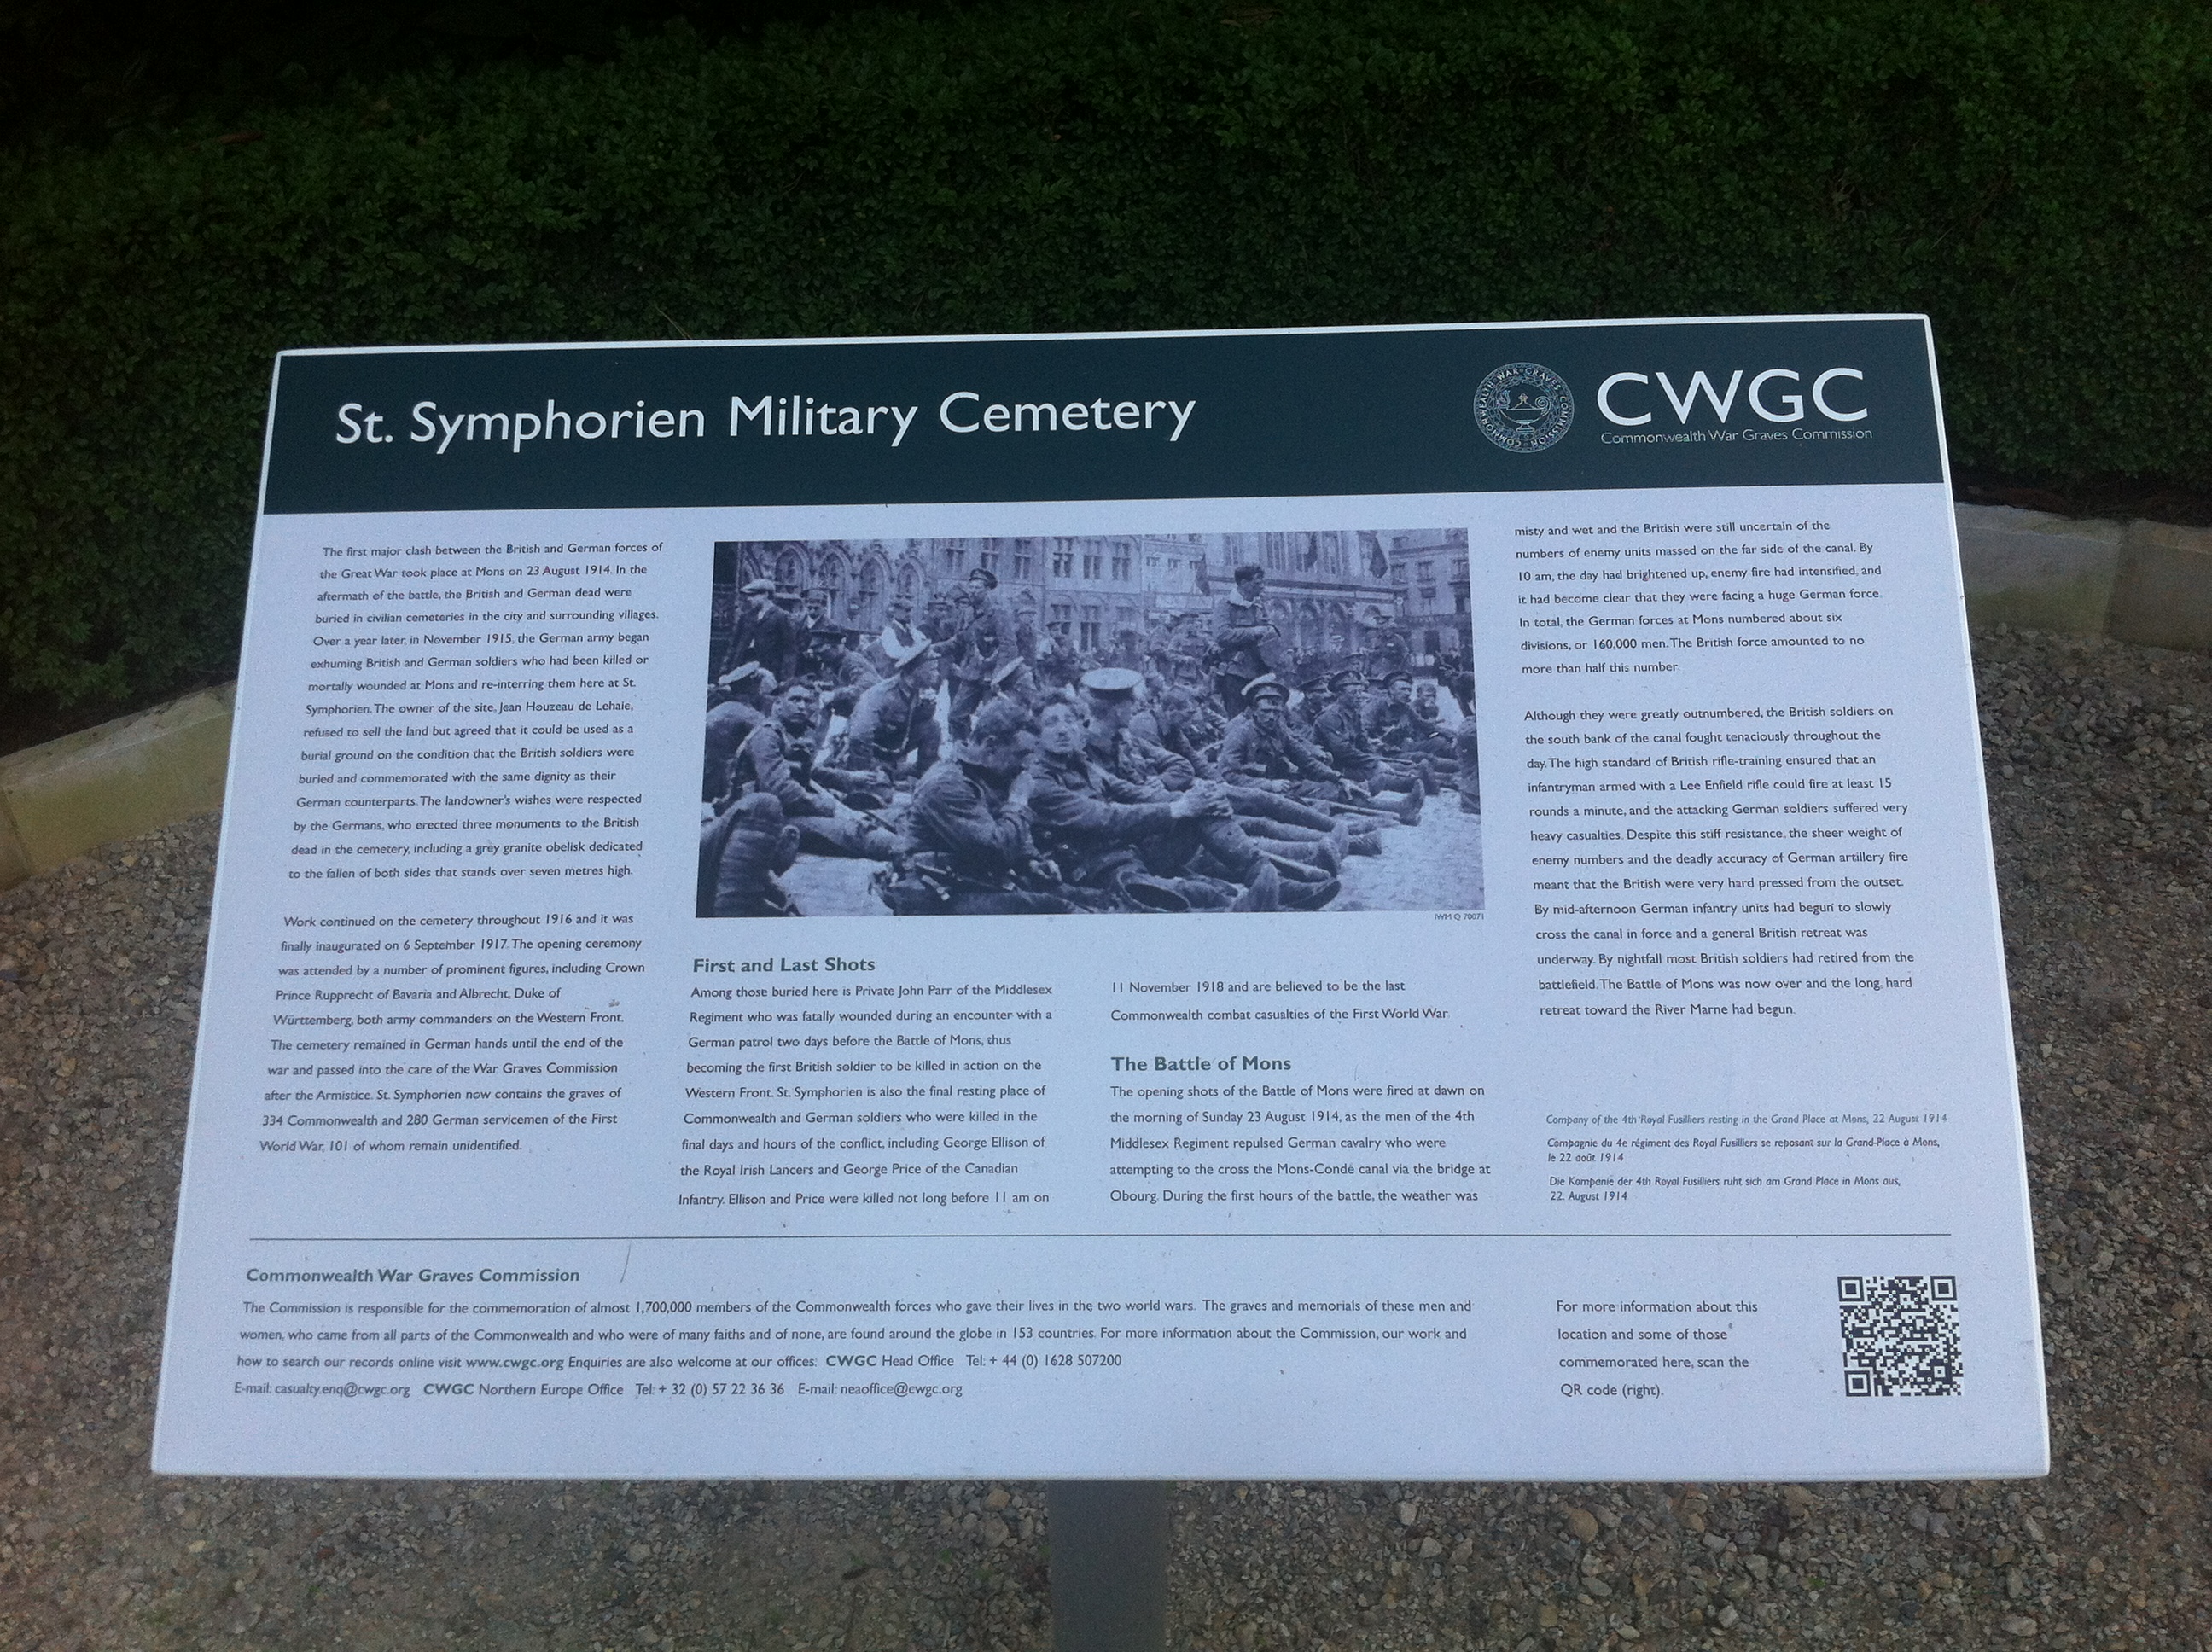 St. Symphorien Military Cemetery
CWGC
Commonwealth War Graves Commission
COMMONWEALTH WAR GRAVES COMMISSION
The first major clash between the British and German forces of
the Great War took place at Mons on 23 August 1914. In the
aftermath of the battle, the British and German dead were
buried in civilian cemeteries in the city and surrounding villages.
Over a year later, in November 1915, the German army began
exhuming British and German soldiers who had been killed or
mortally wounded at Mons and re-interring them here at St.
Symphorien. The owner of the site, Jean Houzeau de Lehaie,
refused to sell the land but agreed that it could be used as a
burial ground on the condition that the British soldiers were
buried and commemorated with the same dignity as their
German counterparts. The landowner's wishes were respected
by the Germans, who erected three monuments to the British
dead in the cemetery, including a grey granite obelisk dedicated
to the fallen of both sides that stands over seven metres high.
Work continued on the cemetery throughout 1916 and it was
finally inaugurated on 6 September 1917. The opening ceremony
was attended by a number of prominent figures, including Crown
Prince Rupprecht of Bavaria and Albrecht, Duke of
Württemberg, both army commanders on the Western Front.
The cemetery remained in German hands until the end of the
war and passed into the care of the War Graves Commission
after the Armistice. St. Symphorien now contains the graves of
334 Commonwealth and 280 German servicemen of the First
World War, 101 of whom remain unidentified.
IWM Q 70071
First and Last Shots
Among those buried here is Private John Parr of the Middlesex
Regiment who was fatally wounded during an encounter with a
German patrol two days before the Battle of Mons, thus
becoming the first British soldier to be killed in action on the
Western Front. St. Symphorien is also the final resting place of
Commonwealth and German soldiers who were killed in the
final days and hours of the conflict, including George Ellison of
the Royal Irish Lancers and George Price of the Canadian
Infantry. Ellison and Price were killed not long before 11 am on
11 November 1918 and are believed to be the last
Commonwealth combat casualties of the First World War.
The Battle of Mons
The opening shots of the Battle of Mons were fired at dawn on
the morning of Sunday 23 August 1914, as the men of the 4th
Middlesex Regiment repulsed German cavalry who were
attempting to the cross the Mons-Condé canal via the bridge at
Obourg. During the first hours of the battle, the weather was
misty and wet and the British were still uncertain of the
numbers of enemy units massed on the far side of the canal. By
10 am, the day had brightened up, enemy fire had intensified, and
it had become clear that they were facing a huge German force.
In total, the German forces at Mons numbered about six
divisions, or 160,000 men. The British force amounted to no
more than half this number.
Although they were greatly outnumbered, the British soldiers on
the south bank of the canal fought tenaciously throughout the
day. The high standard of British rifle-training ensured that an
infantryman armed with a Lee Enfield rifle could fire at least 15
rounds a minute, and the attacking German soldiers suffered very
heavy casualties. Despite this stiff resistance, the sheer weight of
enemy numbers and the deadly accuracy of German artillery fire
meant that the British were very hard pressed from the outset.
By mid-afternoon German infantry units had begun to slowly
cross the canal in force and a general British retreat was
underway. By nightfall most British soldiers had retired from the
battlefield. The Battle of Mons was now over and the long, hard
retreat toward the River Marne had begun.
Company of the 4th Royal Fusilliers resting in the Grand Place at Mons, 22 August 1914
Compagnie du 4e régiment des Royal Fusilliers se reposant sur la Grand-Place à Mons,
le 22 août 1914
Die Kompanie der 4th Royal Fusilliers ruht sich am Grand Place in Mons aus,
22. August 1914
Commonwealth War Graves Commission
The Commission is responsible for the commemoration of almost 1,700,000 members of the Commonwealth forces who gave their lives in the two world wars. The graves and memorials of these men and
women, who came from all parts of the Commonwealth and who were of many faiths and of none, are found around the globe in 153 countries. For more information about the Commission, our work and
how to search our records online visit www.cwgc.org Enquiries are also welcome at our offices: CWGC Head Office Tel: + 44 (0) 1628 507200
E-mail: casualty.enq@cwgc.org CWGC Northern Europe Office Tel: + 32 (0) 57 22 36 36 E-mail: neaoffice@cwgc.org
For more information about this
location and some of those
commemorated here, scan the
QR code (right).